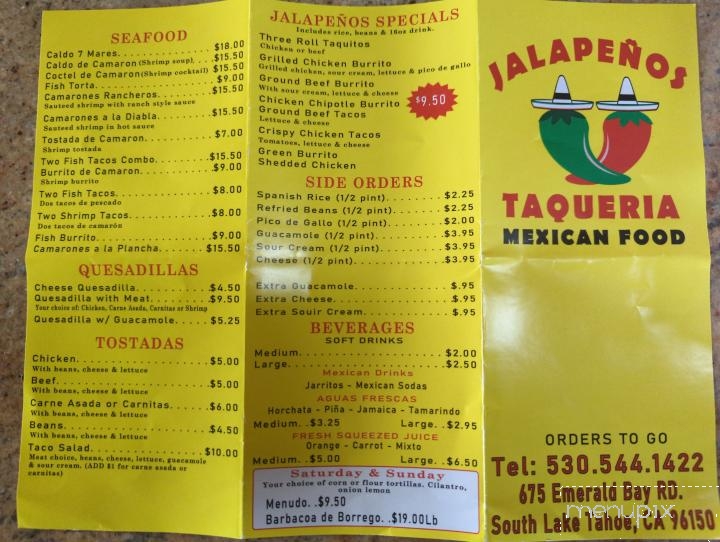 SEAFOOD
Caldo 7 Mares. . . . . . . . . . . . . . $18.00
Caldo de Camaron(Shrimp soup). . . $15.50
Coctel de Camaron(Shrimp cocktail) $15.50
Fish Torta. . . . . . . . . . . . . . . . . $9.00
Camarones Rancheros. . . . . . . . $15.50
Sauteed shrimp with ranch style sauce
Camarones a la Diabla. . . . . . . . $15.50
Sauteed shrimp in hot sauce
Tostada de Camaron. . . . . . . . . . $7.00
Shrimp tostada
Two Fish Tacos Combo. . . . . . . .$15.50
Burrito de Camaron. . . . . . . . . . .$9.00
Shrimp burrito
Two Fish Tacos. . . . . . . . . . . . . . $8.00
Dos tacos de pescado
Two Shrimp Tacos. . . . . . . . . . . . $8.00
Dos tacos de camarón
Fish Burrito. . . . . . . . . . . . . . . . $9.00
Camarones a la Plancha. . . . . . . $15.50
QUESADILLAS
Cheese Quesadilla. . . . . . . . . . . $4.50
Quesadilla with Meat. . . . . . . . . $9.50
Your choice of: Chicken, Carne Asada, Carnitas or Shrimp
Quesadilla w/ Guacamole. . . . . $5.25
TOSTADAS
Chicken. . . . . . . . . . . . . . . . . . $5.00
With beans, cheese & lettuce
Beef. . . . . . . . . . . . . . . . . . . . $5.00
With beans, cheese & lettuce
Carne Asada or Carnitas. . . . . .$6.00
With beans, cheese & lettuce
Beans. . . . . . . . . . . . . . . . . . . $4.50
With beans, cheese & lettuce
Taco Salad. . . . . . . . . . . . . . . $10.00
Meat choice, beans, cheese, lettuce, guacamole
& sour cream. (ADD $1 for carne asada or
carnitas)
JALAPEÑOS SPECIALS
Includes rice, beans & 16oz drink.
Three Roll Taquitos
Chicken or beef
Grilled Chicken Burrito
Grilled chicken, sour cream, lettuce & pico de gallo
Ground Beef Burrito
With sour cream, lettuce & cheese
Chicken Chipotle Burrito
$9.50
Ground Beef Tacos
Lettuce & cheese
Crispy Chicken Tacos
Tomatoes, lettuce & cheese
Green Burrito
Shedded Chicken
SIDE ORDERS
Spanish Rice (1/2 pint). . . . . . . . $2.25
Refried Beans (1/2 pint). . . . . . . $2.25
Pico de Gallo (1/2 pint). . . . . . . $2.00
Guacamole (1/2 pint). . . . . . . . . $3.95
Sour Cream (1/2 pint). . . . . . . . $3.95
Cheese (1/2 pint). . . . . . . . . . . $3.95
Extra Guacamole. . . . . . . . . . . . $.95
Extra Cheese. . . . . . . . . . . . . . $.95
Extra Souir Cream. . . . . . . . . . . $.95
BEVERAGES
SOFT DRINKS
Medium. . . . . . . . . . . . . . . . . . $2.00
Large. . . . . . . . . . . . . . . . . . . $2.50
Mexican Drinks
Jarritos - Mexican Sodas
AGUAS FRESCAS
Horchata - Piña - Jamaica - Tamarindo
Medium. .$3.25 Large. .$2.95
FRESH SQUEEZED JUICE
Orange - Carrot - Mixto
Medium. .$5.00 Large. .$6.50
Saturday & Sunday
Your choice of corn or flour tortillas. Cilantro,
onion lemon
Menudo. .$9.50
Barbacoa de Borrego. .$19.00Lb
JALAPEÑOS
TAQUERIA
MEXICAN FOOD
ORDERS TO GO
Tel: 530.544.1422
675 Emerald Bay RD.
South Lake Tahoe, CA 96150
menupix